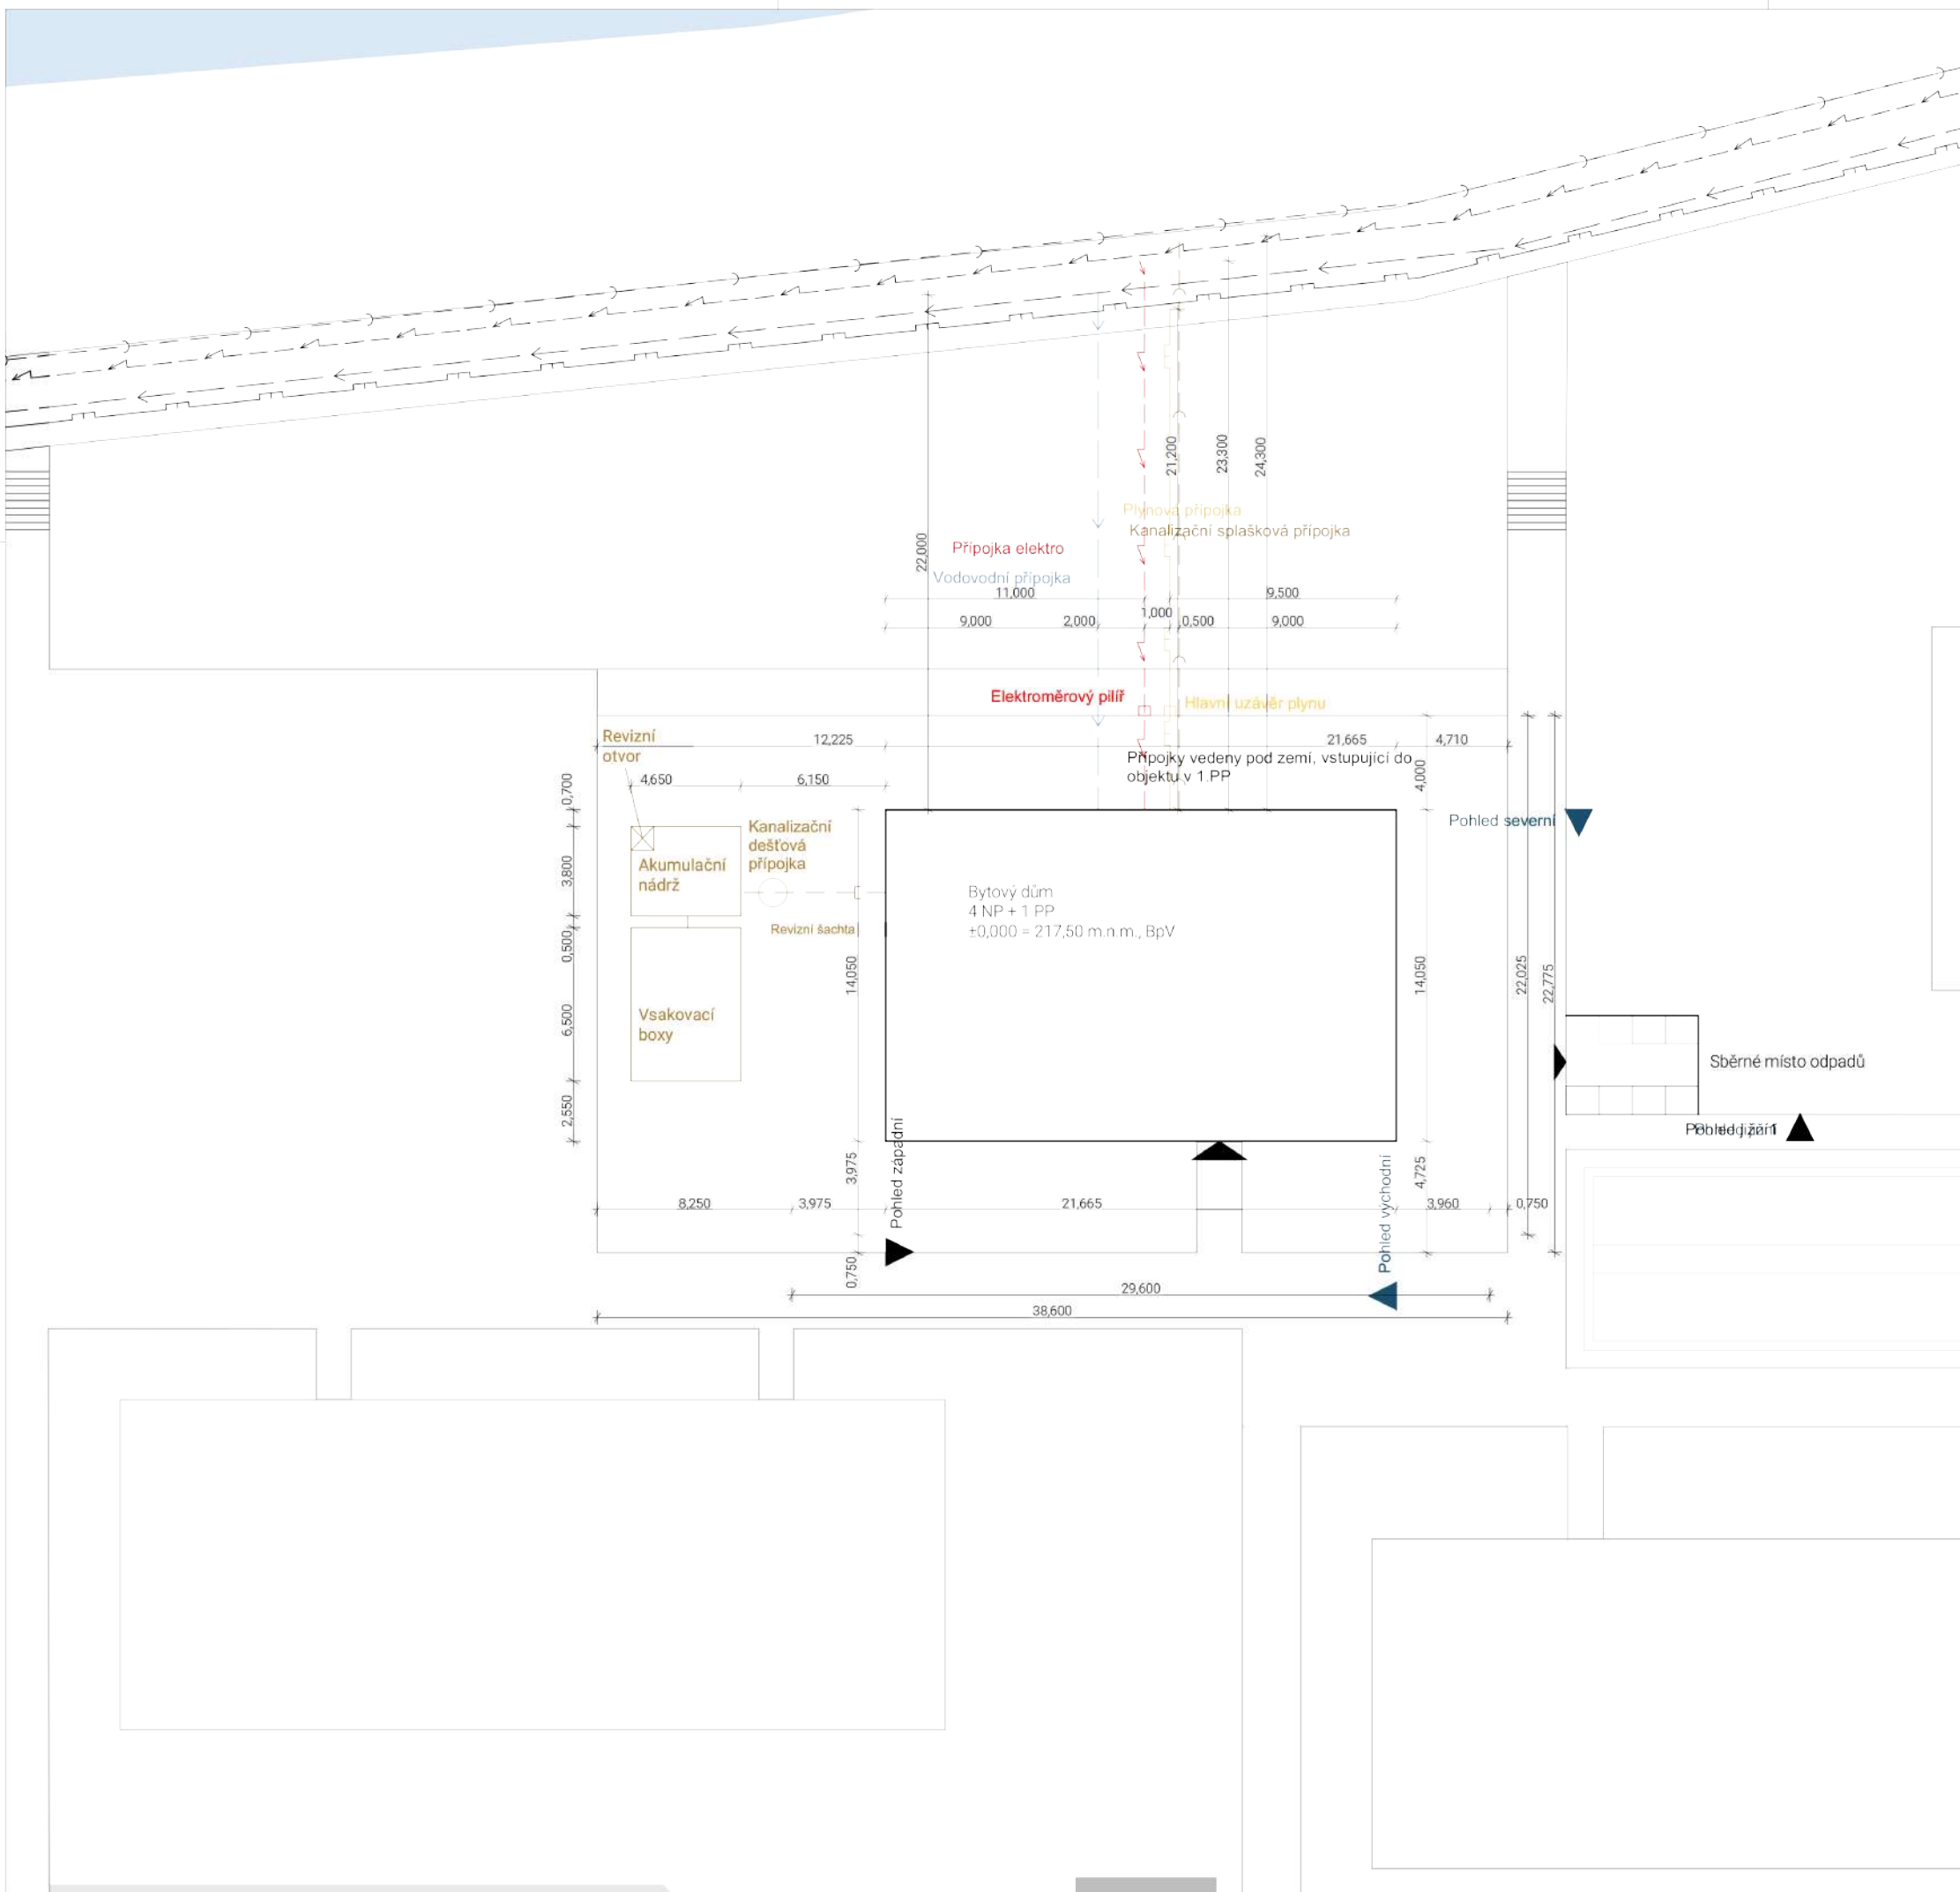 21,200
23,300
24,300
22,000
Plynová přípojka
Kanalizační splašková přípojka
Přípojka elektro
Vodovodní přípojka
11,000
9,500
9,000
2,000
1,000
0,500
9,000
Elektroměrový pilíř
Hlavní uzávěr plynu
Revizní
otvor
12,225
21,665
4,710
Přípojky vedeny pod zemí, vstupující do
objektu v 1.PP
4,650
6,150
4,000
0,700
Pohled severní
Kanalizační
dešťová
přípojka
Akumulační
nádrž
3,800
Bytový dům
4 NP + 1 PP
±0,000 = 217,50 m.n.m., BpV
Revizní šachta
0,500
14,050
14,050
22,025
22,775
Vsakovací
boxy
6,500
Sběrné místo odpadů
2,550
Pohled jižní
Pohled západní
3,975
Pohled východní
4,725
8,250
3,975
21,665
3,960
0,750
0,750
29,600
38,600